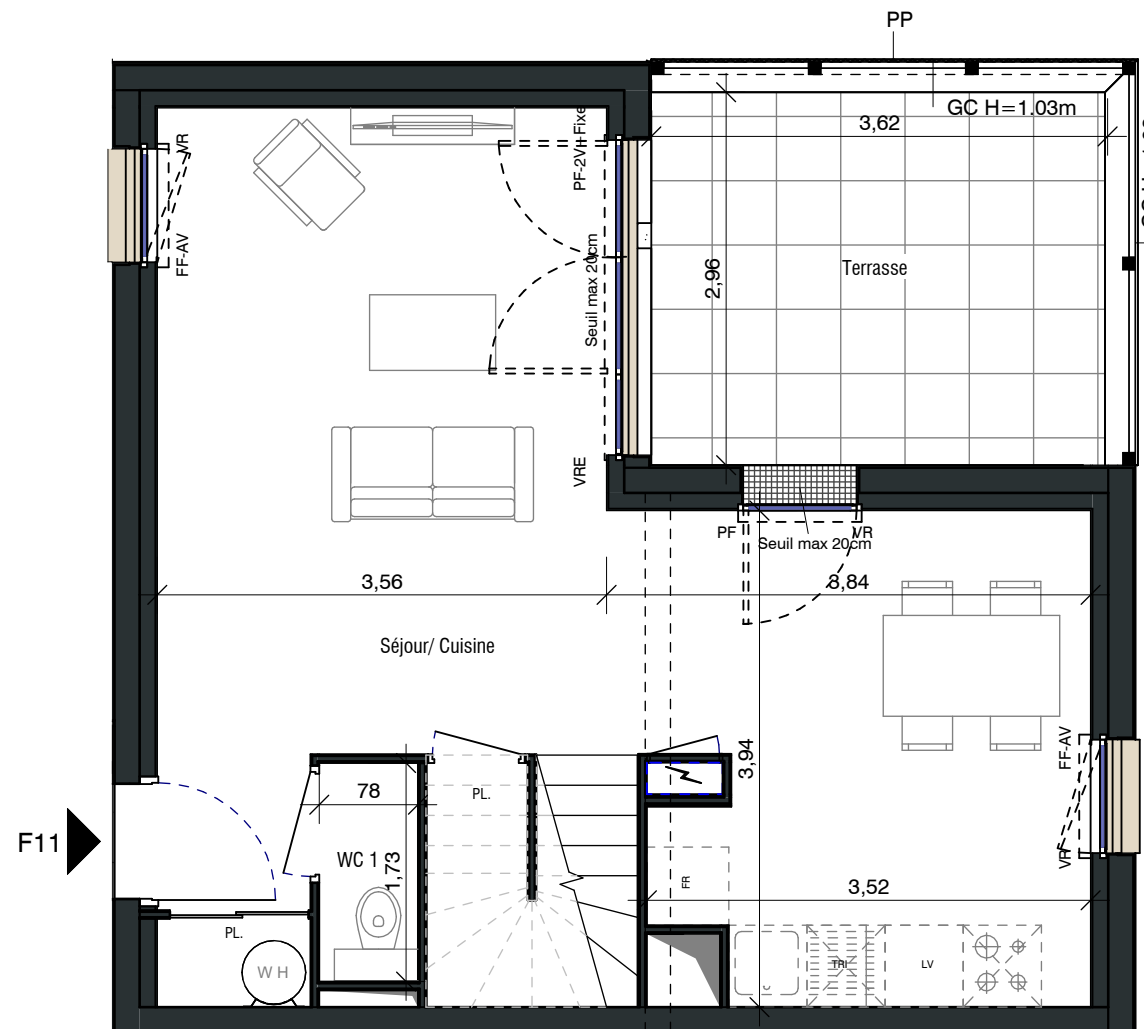 PP
GC H=1.03m
3,62
PF-2V+Fixe
VR
FF-AV
Seuil max 20cm
2,96
Terrasse
VRE
PF
VR
Seuil max 20cm
3,56
3,84
Séjour/ Cuisine
FF-AV
VR
3,94
78
PL.
F11
WC 1
1,73
FR
3,52
PL.
WH
TRI
LV